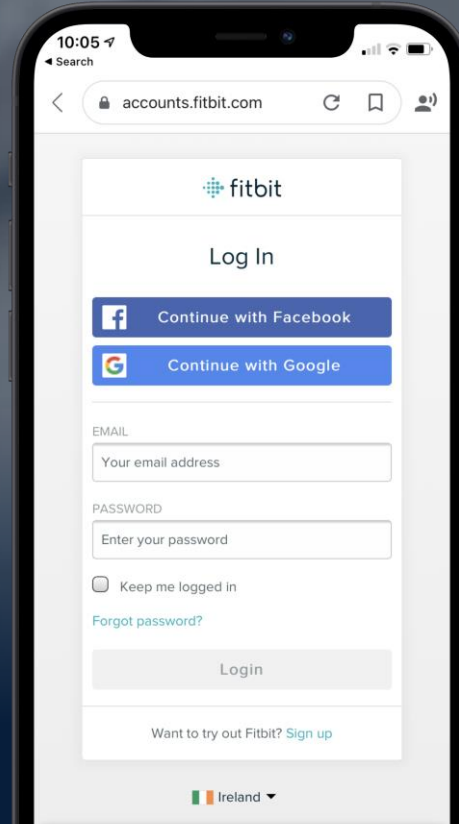 10:05
Search
accounts.fitbit.com
fitbit
Log In
Continue with Facebook
Continue with Google
EMAIL
Your email address
PASSWORD
Enter your password
Keep me logged in
Forgot password?
Login
Want to try out Fitbit? Sign up
Ireland